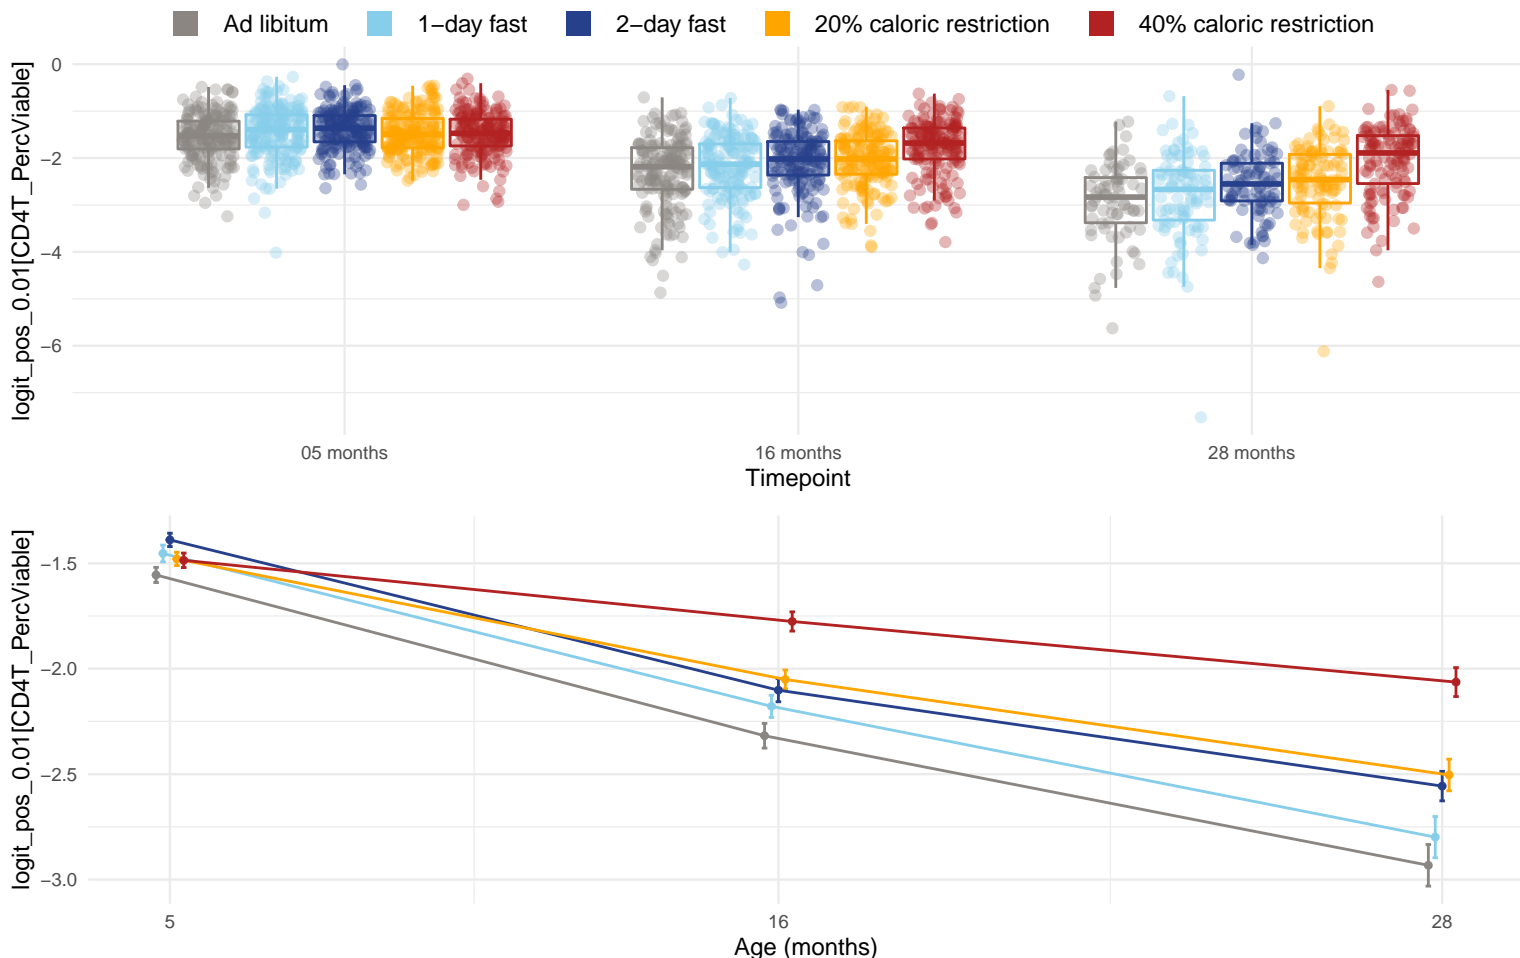 Ad libitum 1−day fast 2−day fast 20% caloric restriction 40% caloric restriction
logit_pos_0.01[CD4T_PercViable]
0
−2
−4
−6
05 months 16 months 28 months
Timepoint
logit_pos_0.01[CD4T_PercViable]
−1.5
−2.0
−2.5
−3.0
5 16 28
Age (months)